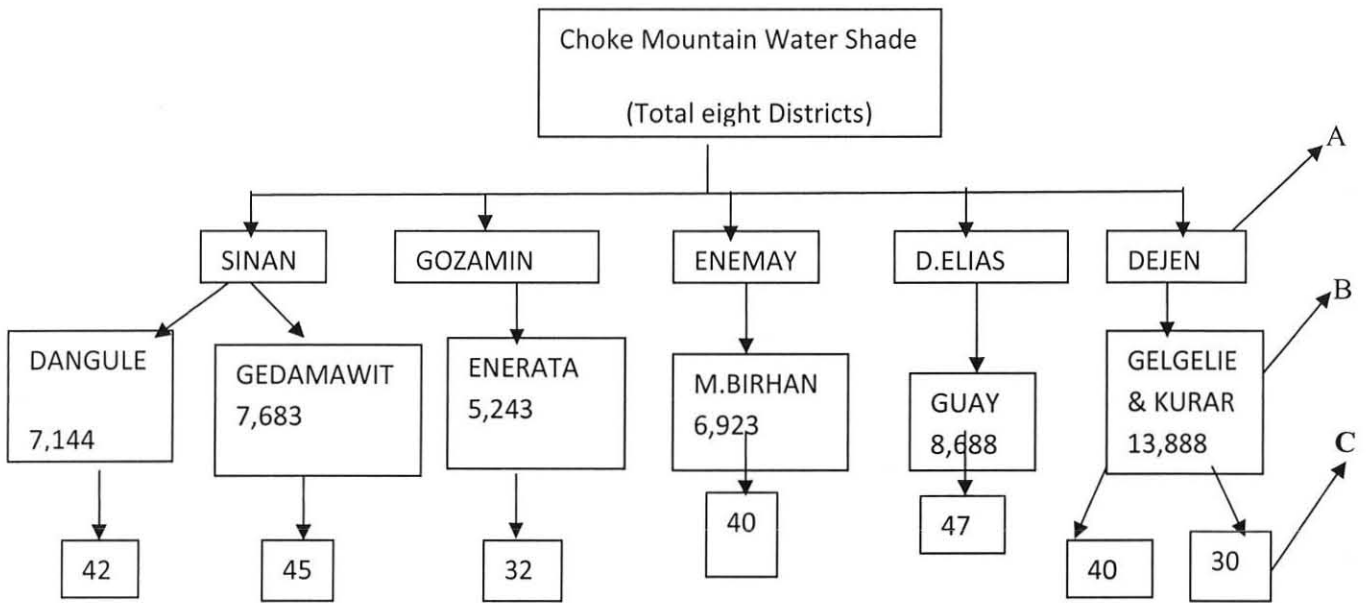 Choke Mountain Water Shade
(Total eight Districts)
A
SINAN
GOZAMIN
ENEMAY
D.ELIAS
DEJEN
B
DANGULE
7,144
GEDAMAWIT
7,683
ENERATA
5,243
M.BIRHAN
6,923
GUAY
8,688
GELGELIE
& KURAR
13,888
C
42
45
32
40
47
40
30